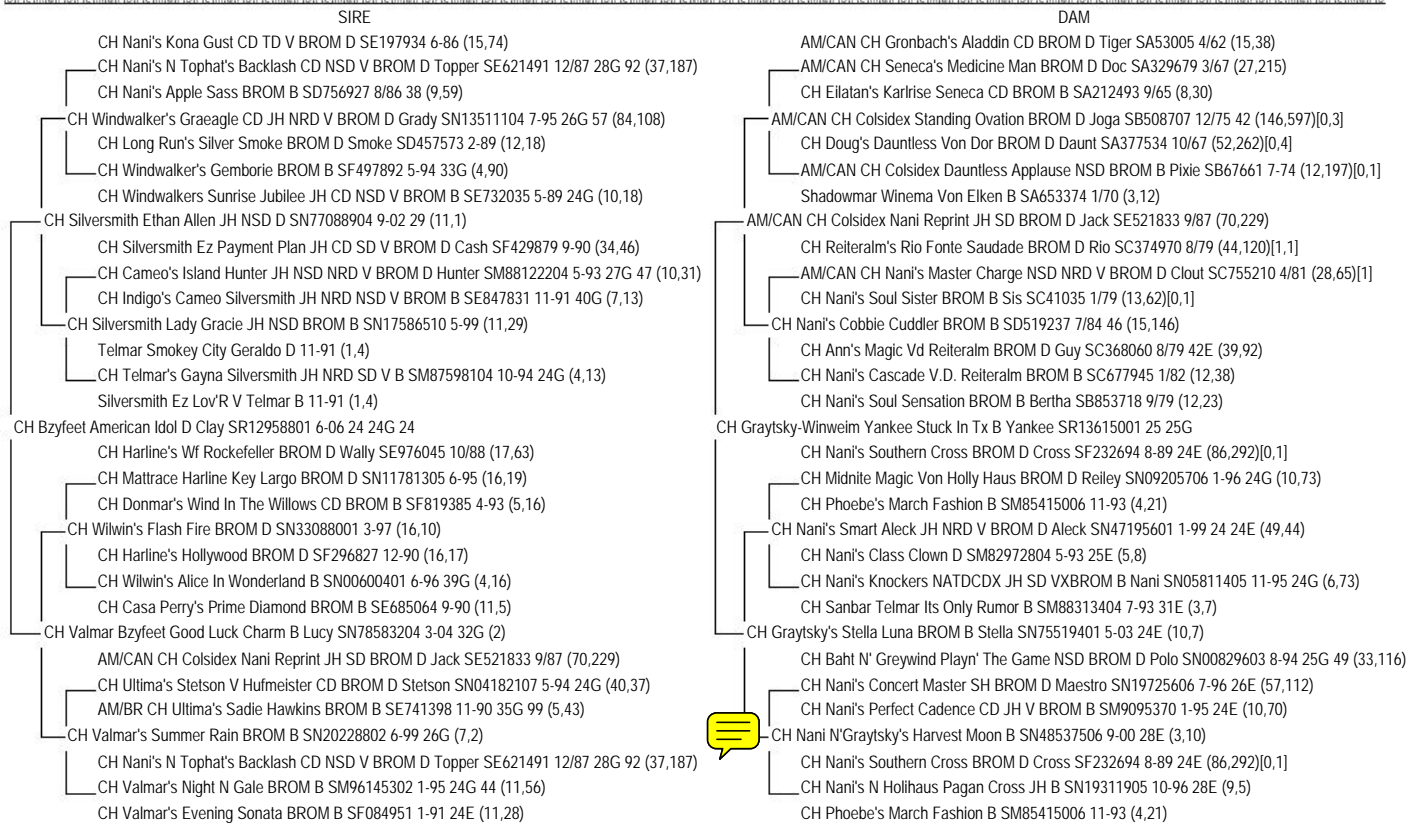 SIRE
CH Nani's Kona Gust CD TD V BROM D SE197934 6-86 (15,74)
CH Nani's N Tophat's Backlash CD NSD V BROM D Topper SE621491 12/87 28G 92 (37,187)
CH Nani's Apple Sass BROM B SD756927 8/86 38 (9,59)
CH Windwalker's Graeagle CD JH NRD V BROM D Grady SN13511104 7-95 26G 57 (84,108)
CH Long Run's Silver Smoke BROM D Smoke SD457573 2-89 (12,18)
CH Windwalker's Gemborie BROM B SF497892 5-94 33G (4,90)
CH Windwalkers Sunrise Jubilee JH CD NSD V BROM B SE732035 5-89 24G (10,18)
CH Silversmith Ethan Allen JH NSD D SN77088904 9-02 29 (11,1)
CH Silversmith Ez Payment Plan JH CD SD V BROM D Cash SF429879 9-90 (34,46)
CH Cameo's Island Hunter JH NSD NRD V BROM D Hunter SM88122204 5-93 27G 47 (10,31)
CH Indigo's Cameo Silversmith JH NRD NSD V BROM B SE847831 11-91 40G (7,13)
CH Silversmith Lady Gracie JH NSD BROM B SN17586510 5-99 (11,29)
Telmar Smokey City Geraldo D 11-91 (1,4)
CH Telmar's Gayna Silversmith JH NRD SD V B SM87598104 10-94 24G (4,13)
Silversmith Ez Lov'R V Telmar B 11-91 (1,4)
CH Bzyfeet American Idol D Clay SR12958801 6-06 24 24G 24
CH Harline's Wf Rockefeller BROM D Wally SE976045 10/88 (17,63)
CH Mattrace Harline Key Largo BROM D SN11781305 6-95 (16,19)
CH Donmar's Wind In The Willows CD BROM B SF819385 4-93 (5,16)
CH Wilwin's Flash Fire BROM D SN33088001 3-97 (16,10)
CH Harline's Hollywood BROM D SF296827 12-90 (16,17)
CH Wilwin's Alice In Wonderland B SN00600401 6-96 39G (4,16)
CH Casa Perry's Prime Diamond BROM B SE685064 9-90 (11,5)
CH Valmar Bzyfeet Good Luck Charm B Lucy SN78583204 3-04 32G (2)
AM/CAN CH Colsidex Nani Reprint JH SD BROM D Jack SE521833 9/87 (70,229)
CH Ultima's Stetson V Hufmeister CD BROM D Stetson SN04182107 5-94 24G (40,37)
AM/BR CH Ultima's Sadie Hawkins BROM B SE741398 11-90 35G 99 (5,43)
CH Valmar's Summer Rain BROM B SN20228802 6-99 26G (7,2)
CH Nani's N Tophat's Backlash CD NSD V BROM D Topper SE621491 12/87 28G 92 (37,187)
CH Valmar's Night N Gale BROM B SM96145302 1-95 24G 44 (11,56)
CH Valmar's Evening Sonata BROM B SF084951 1-91 24E (11,28)
DAM
AM/CAN CH Gronbach's Aladdin CD BROM D Tiger SA53005 4/62 (15,38)
AM/CAN CH Seneca's Medicine Man BROM D Doc SA329679 3/67 (27,215)
CH Eilatan's Karlrise Seneca CD BROM B SA212493 9/65 (8,30)
AM/CAN CH Colsidex Standing Ovation BROM D Joga SB508707 12/75 42 (146,597)[0,3]
CH Doug's Dauntless Von Dor BROM D Daunt SA377534 10/67 (52,262)[0,4]
AM/CAN CH Colsidex Dauntless Applause NSD BROM B Pixie SB67661 7-74 (12,197)[0,1]
Shadowmar Winema Von Elken B SA653374 1/70 (3,12)
AM/CAN CH Colsidex Nani Reprint JH SD BROM D Jack SE521833 9/87 (70,229)
CH Reiteralm's Rio Fonte Saudade BROM D Rio SC374970 8/79 (44,120)[1,1]
AM/CAN CH Nani's Master Charge NSD NRD V BROM D Clout SC755210 4/81 (28,65)[1]
CH Nani's Soul Sister BROM B Sis SC41035 1/79 (13,62)[0,1]
CH Nani's Cobbie Cuddler BROM B SD519237 7/84 46 (15,146)
CH Ann's Magic Vd Reiteralm BROM D Guy SC368060 8/79 42E (39,92)
CH Nani's Cascade V.D. Reiteralm BROM B SC677945 1/82 (12,38)
CH Nani's Soul Sensation BROM B Bertha SB853718 9/79 (12,23)
CH Graytsky-Winweim Yankee Stuck In Tx B Yankee SR13615001 25 25G
CH Nani's Southern Cross BROM D Cross SF232694 8-89 24E (86,292)[0,1]
CH Midnite Magic Von Holly Haus BROM D Reiley SN09205706 1-96 24G (10,73)
CH Phoebe's March Fashion B SM85415006 11-93 (4,21)
CH Nani's Smart Aleck JH NRD V BROM D Aleck SN47195601 1-99 24 24E (49,44)
CH Nani's Class Clown D SM82972804 5-93 25E (5,8)
CH Nani's Knockers NATDCDX JH SD VXBROM B Nani SN05811405 11-95 24G (6,73)
CH Sanbar Telmar Its Only Rumor B SM88313404 7-93 31E (3,7)
CH Graytsky's Stella Luna BROM B Stella SN75519401 5-03 24E (10,7)
CH Baht N' Greywind Playn' The Game NSD BROM D Polo SN00829603 8-94 25G 49 (33,116)
CH Nani's Concert Master SH BROM D Maestro SN19725606 7-96 26E (57,112)
CH Nani's Perfect Cadence CD JH V BROM B SM9095370 1-95 24E (10,70)
CH Nani N'Graytsky's Harvest Moon B SN48537506 9-00 28E (3,10)
CH Nani's Southern Cross BROM D Cross SF232694 8-89 24E (86,292)[0,1]
CH Nani's N Holihaus Pagan Cross JH B SN19311905 10-96 28E (9,5)
CH Phoebe's March Fashion B SM85415006 11-93 (4,21)